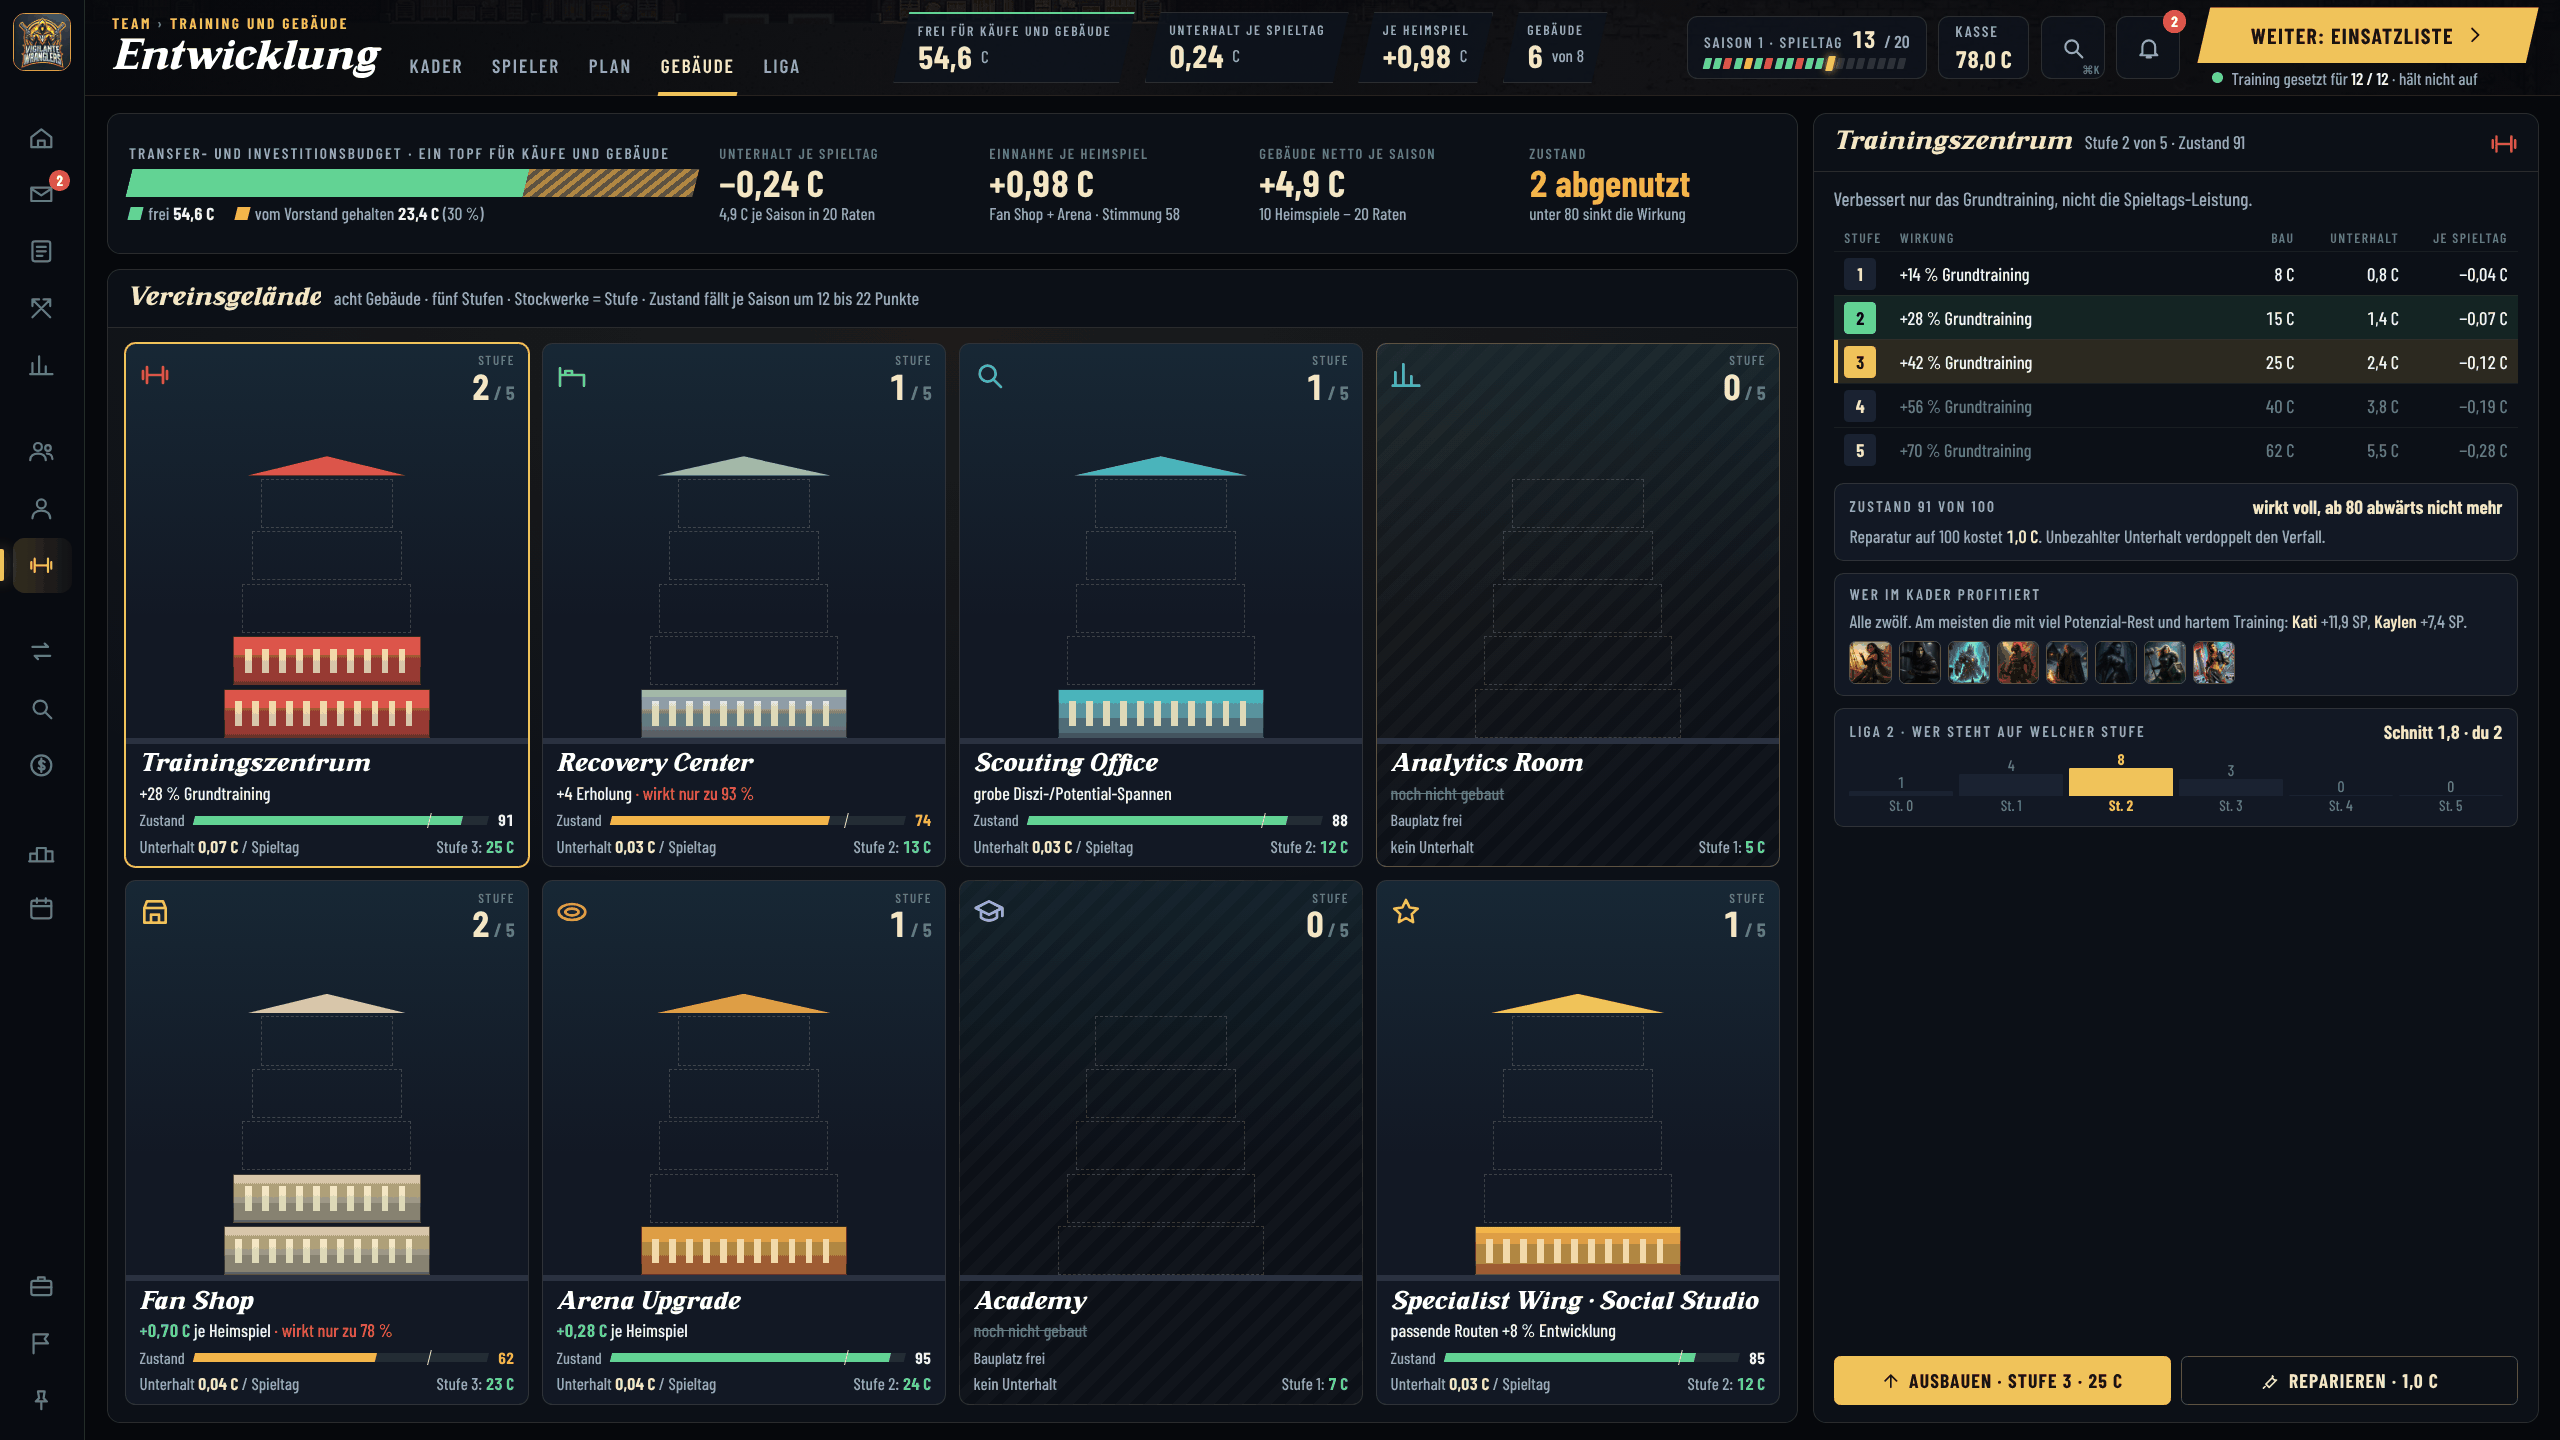 TEAM › TRAINING UND GEBÄUDE
Entwicklung
KADER SPIELER PLAN GEBÄUDE LIGA
FREI FÜR KÄUFE UND GEBÄUDE
54,6 C
UNTERHALT JE SPIELTAG
0,24 C
JE HEIMSPIEL
+0,98 C
GEBÄUDE
6 von 8
SAISON 1 · SPIELTAG 13 / 20
KASSE
78,0 C
⌘K
2
WEITER: EINSATZLISTE
Training gesetzt für 12 / 12 · hält nicht auf
VIGILANTE
WRANGLERS
2
TRANSFER- UND INVESTITIONSBUDGET · EIN TOPF FÜR KÄUFE UND GEBÄUDE
frei 54,6 C vom Vorstand gehalten 23,4 C (30 %)
UNTERHALT JE SPIELTAG
−0,24 C
4,9 C je Saison in 20 Raten
EINNAHME JE HEIMSPIEL
+0,98 C
Fan Shop + Arena · Stimmung 58
GEBÄUDE NETTO JE SAISON
+4,9 C
10 Heimspiele − 20 Raten
ZUSTAND
2 abgenutzt
unter 80 sinkt die Wirkung
Vereinsgelände acht Gebäude · fünf Stufen · Stockwerke = Stufe · Zustand fällt je Saison um 12 bis 22 Punkte
STUFE
2 / 5
Trainingszentrum
+28 % Grundtraining
Zustand 91
Unterhalt 0,07 C / Spieltag Stufe 3: 25 C
STUFE
1 / 5
Recovery Center
+4 Erholung · wirkt nur zu 93 %
Zustand 74
Unterhalt 0,03 C / Spieltag Stufe 2: 13 C
STUFE
1 / 5
Scouting Office
grobe Diszi-/Potential-Spannen
Zustand 88
Unterhalt 0,03 C / Spieltag Stufe 2: 12 C
STUFE
0 / 5
Analytics Room
noch nicht gebaut
Bauplatz frei
kein Unterhalt Stufe 1: 5 C
STUFE
2 / 5
Fan Shop
+0,70 C je Heimspiel · wirkt nur zu 78 %
Zustand 62
Unterhalt 0,04 C / Spieltag Stufe 3: 23 C
STUFE
1 / 5
Arena Upgrade
+0,28 C je Heimspiel
Zustand 95
Unterhalt 0,04 C / Spieltag Stufe 2: 24 C
STUFE
0 / 5
Academy
noch nicht gebaut
Bauplatz frei
kein Unterhalt Stufe 1: 7 C
STUFE
1 / 5
Specialist Wing · Social Studio
passende Routen +8 % Entwicklung
Zustand 85
Unterhalt 0,03 C / Spieltag Stufe 2: 12 C
Trainingszentrum Stufe 2 von 5 · Zustand 91
Verbessert nur das Grundtraining, nicht die Spieltags-Leistung.
STUFE WIRKUNG BAU UNTERHALT JE SPIELTAG
1 +14 % Grundtraining 8 C 0,8 C −0,04 C
2 +28 % Grundtraining 15 C 1,4 C −0,07 C
3 +42 % Grundtraining 25 C 2,4 C −0,12 C
4 +56 % Grundtraining 40 C 3,8 C −0,19 C
5 +70 % Grundtraining 62 C 5,5 C −0,28 C
ZUSTAND 91 VON 100 wirkt voll, ab 80 abwärts nicht mehr
Reparatur auf 100 kostet 1,0 C. Unbezahlter Unterhalt verdoppelt den Verfall.
WER IM KADER PROFITIERT
Alle zwölf. Am meisten die mit viel Potenzial-Rest und hartem Training: Kati +11,9 SP, Kaylen +7,4 SP.
LIGA 2 · WER STEHT AUF WELCHER STUFE Schnitt 1,8 · du 2
1 4 8 3 0 0
St. 0 St. 1 St. 2 St. 3 St. 4 St. 5
AUSBAUEN · STUFE 3 · 25 C
REPARIEREN · 1,0 C